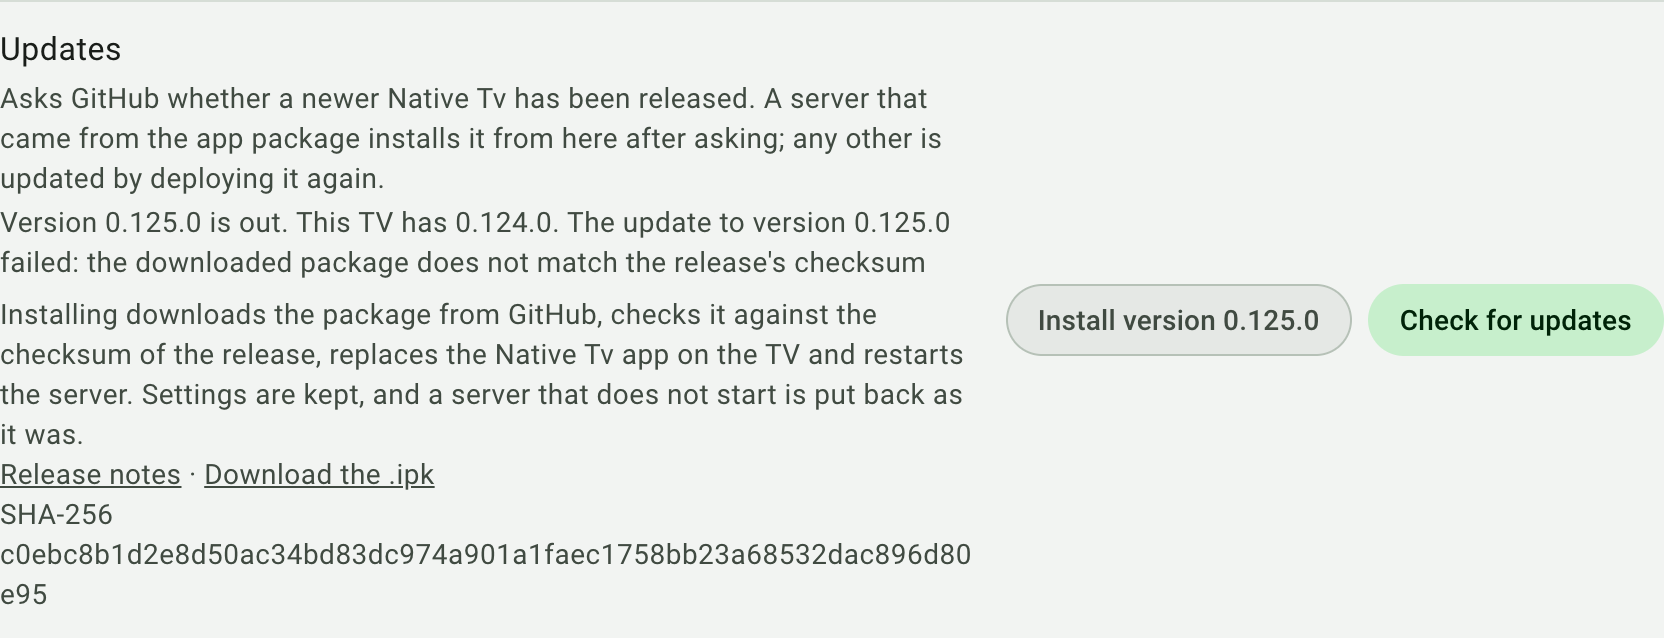 Updates
Asks GitHub whether a newer Native Tv has been released. A server that
came from the app package installs it from here after asking; any other is
updated by deploying it again.
Version 0.125.0 is out. This TV has 0.124.0. The update to version 0.125.0
failed: the downloaded package does not match the release's checksum
Installing downloads the package from GitHub, checks it against the
checksum of the release, replaces the Native Tv app on the TV and restarts
the server. Settings are kept, and a server that does not start is put back as
it was.
Release notes · Download the .ipk
SHA-256
c0ebc8b1d2e8d50ac34bd83dc974a901a1faec1758bb23a68532dac896d80
e95
Install version 0.125.0
Check for updates